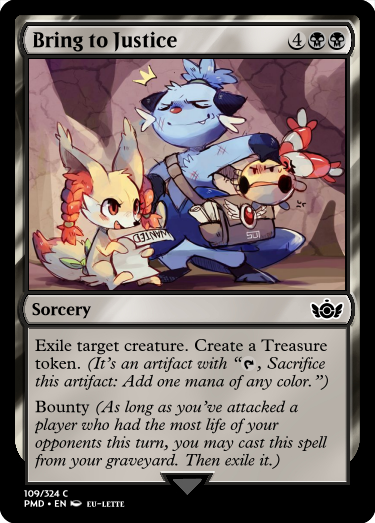 Bring to Justice 4
WANTED
Sorcery
Exile target creature. Create a Treasure
token. (It's an artifact with “, Sacrifice
this artifact: Add one mana of any color.”)
Bounty (As long as you've attacked a
player who had the most life of your
opponents this turn, you may cast this spell
from your graveyard. Then exile it.)
109/324 C
PMD • EN EU-LETTE